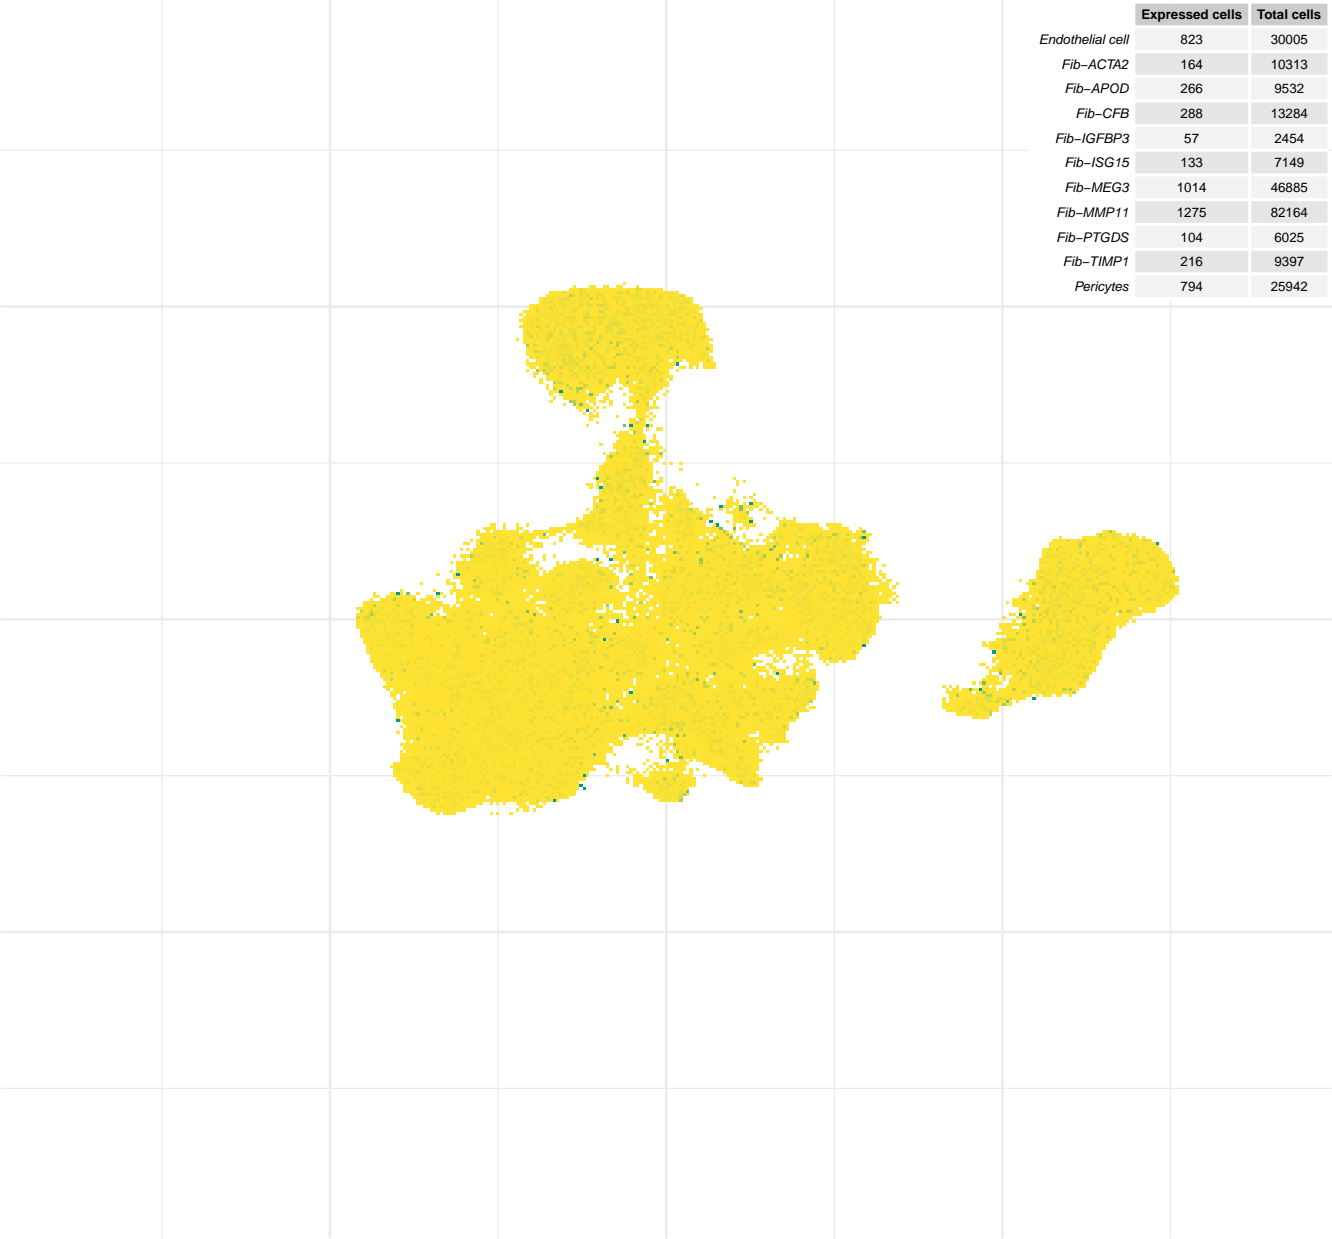 Expressed cells Total cells
Endothelial cell 823 30005
Fib−ACTA2 164 10313
Fib−APOD 266 9532
Fib−CFB 288 13284
Fib−IGFBP3 57 2454
Fib−ISG15 133 7149
Fib−MEG3 1014 46885
Fib−MMP11 1275 82164
Fib−PTGDS 104 6025
Fib−TIMP1 216 9397
Pericytes 794 25942